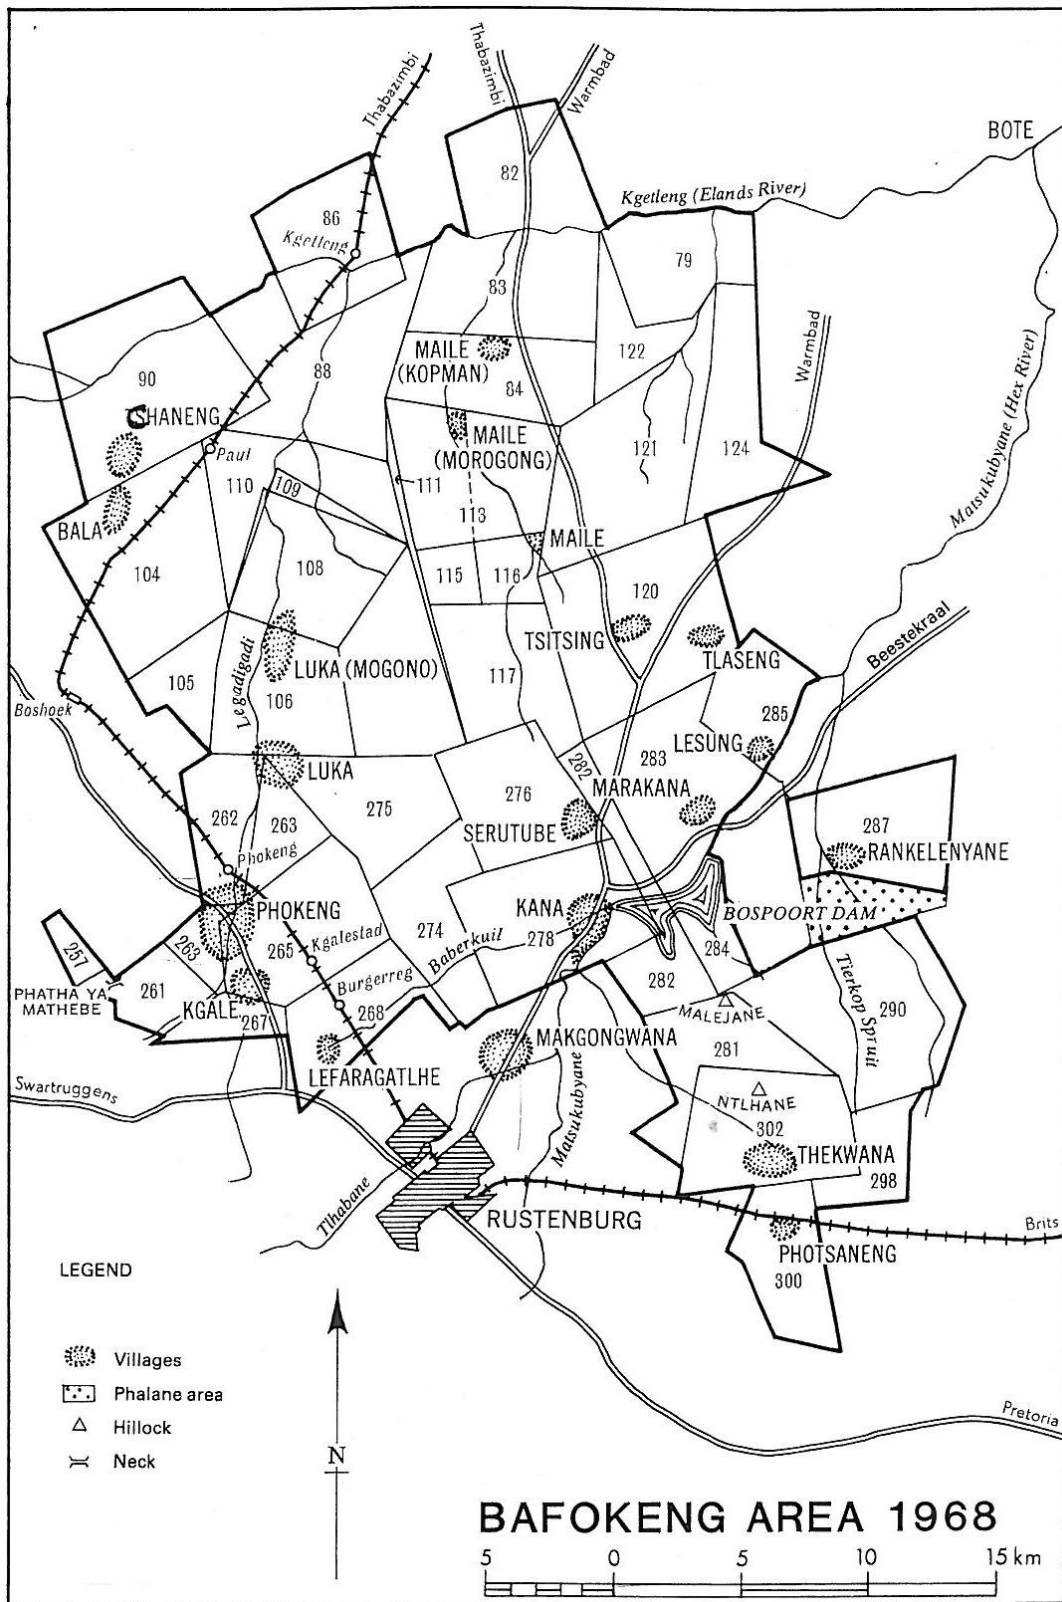 Thabazimbi
Thabazimbi
Warmbad
BOTE
82
Kgetleng (Elands River)
86
Kgetleng
79
83
Warmbad
MAILE
(KOPMAN)
122
88
84
90
TSHANENG
MAILE
(MOROGONG)
121
124
Matsukubyane (Hex River)
Paul
110
109
111
113
BALA
MAILE
104
108
115
116
120
TSITSING
TLASENG
Beestekraal
LUKA (MOGONO)
105
106
117
Legadigadi
Boshoek
285
LESUNG
283
282
LUKA
MARAKANA
275
276
262
263
SERUTUBE
287
RANKELENYANE
Phokeng
PHOKENG
KANA
BOSPOORT DAM
263
265
Kgalestad
274
Baberkuil
278
257
284
PHATHA YA
MATHEBE
261
KGALE
267
Burgerreg
268
282
MALEJANE
Tierkop Spruit
290
MAKGONGWANA
281
LEFARAGATLHE
Swartruggens
Matsukubyane
NTLHANE
302
THEKWANA
298
Tlhabane
RUSTENBURG
Brits
PHOTSANENG
300
LEGEND
Villages
Phalane area
Hillock
Neck
N
Pretoria
BAFOKENG AREA 1968
5 0 5 10 15 km